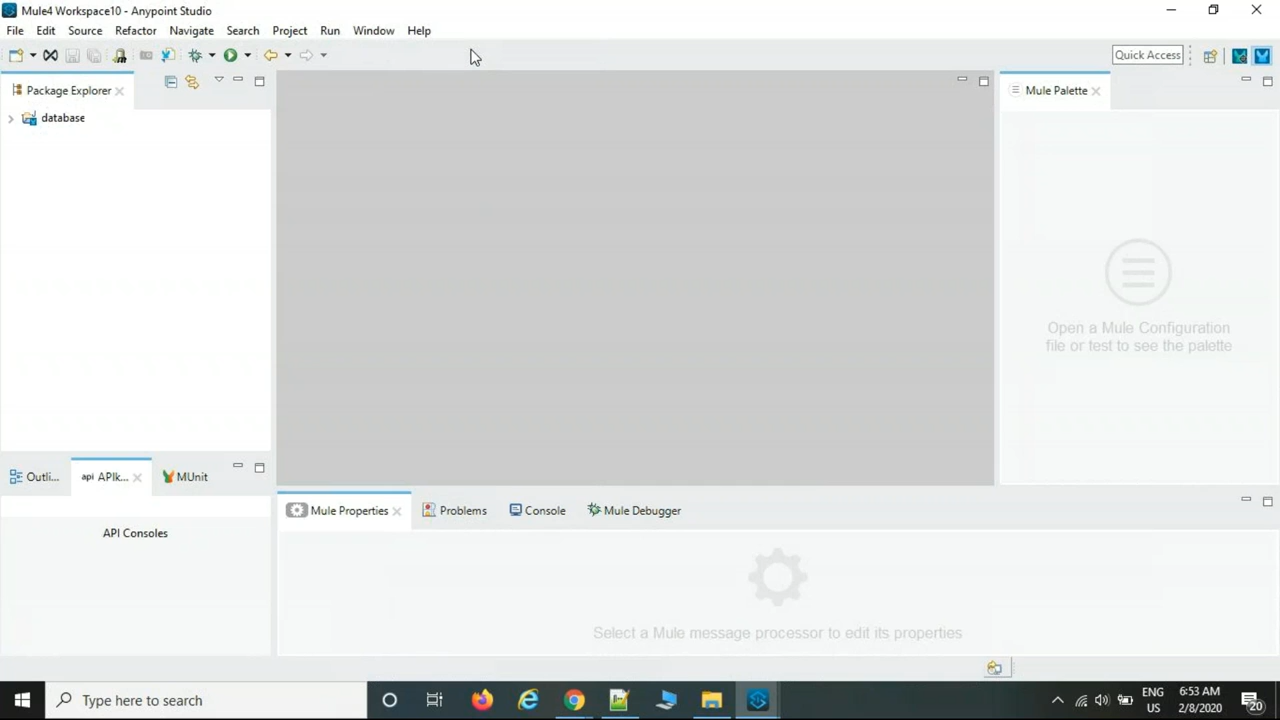 Mule4 Workspace10 - Anypoint Studio
File Edit Source Refactor Navigate Search Project Run Window Help
Quick Access
Package Explorer
Mule Palette
database
Open a Mule Configuration
file or test to see the palette
Outli... api APIk... MUnit
API Consoles
Mule Properties Problems Console Mule Debugger
Select a Mule message processor to edit its properties
Type here to search
ENG
US
6:53 AM
2/8/2020
20